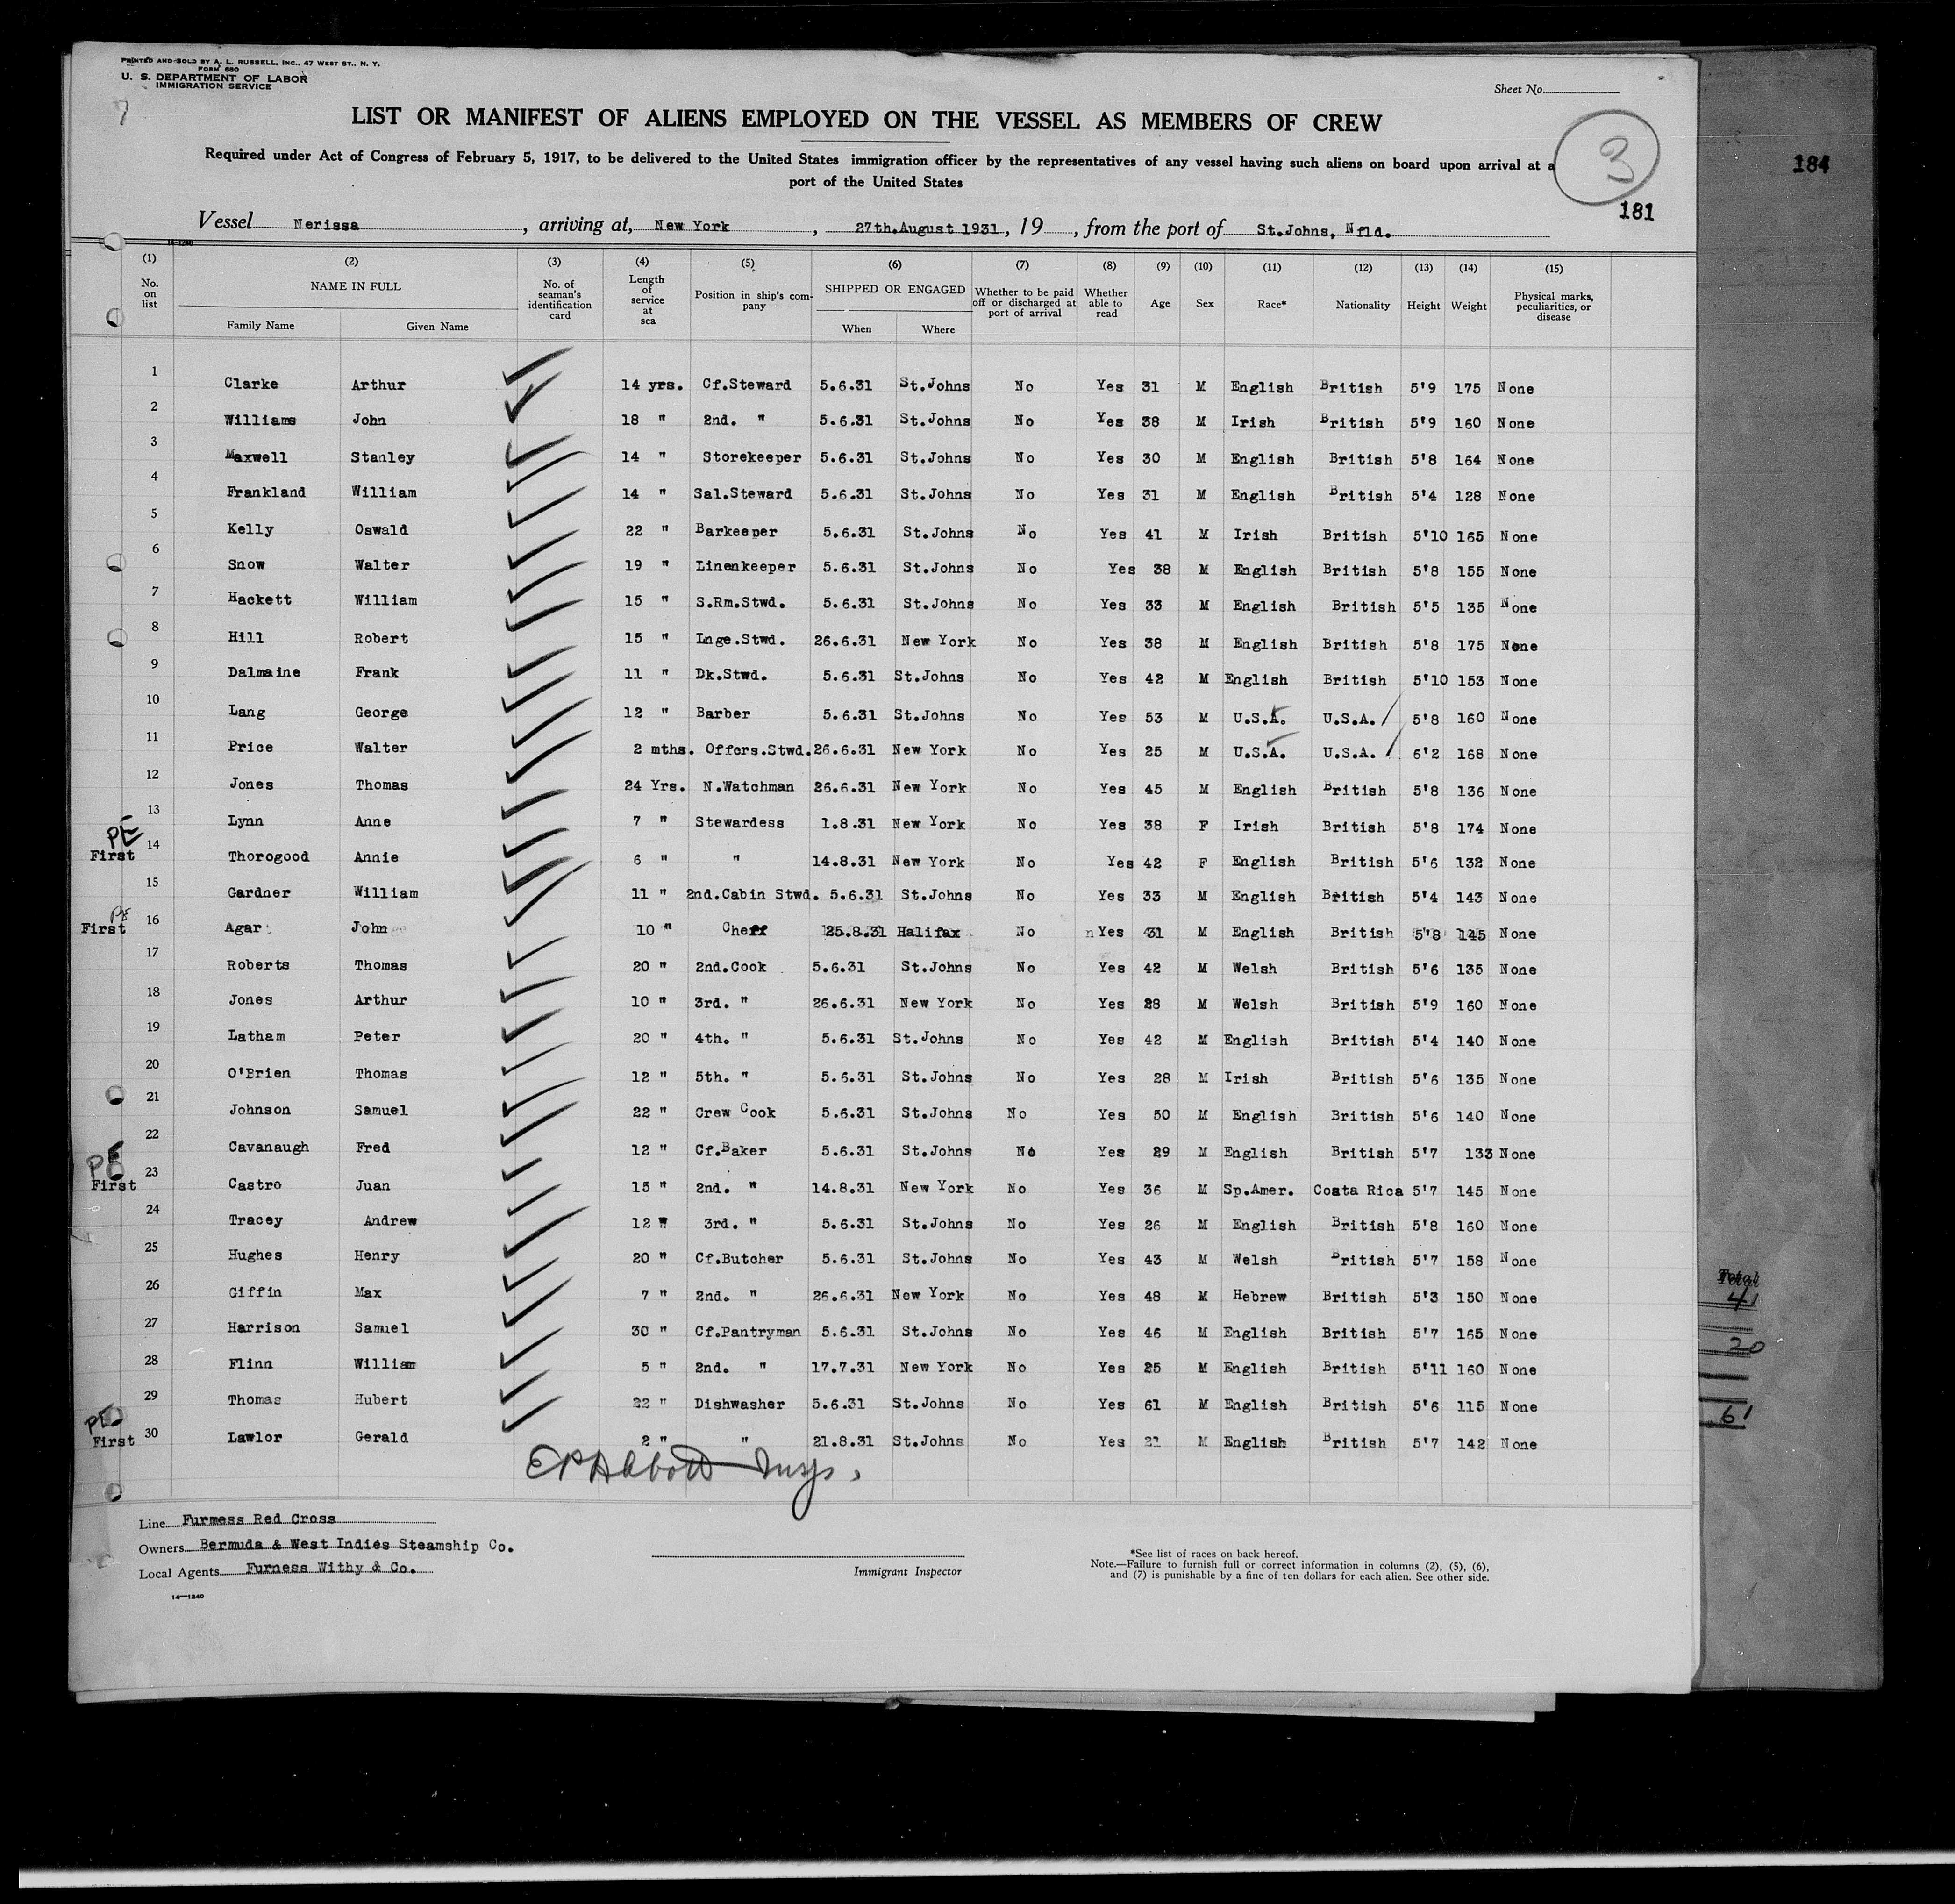 PRINTED AND SOLD BY A. L. RUSSELL, INC., 47 WEST ST., N. Y.
FORM 680
U. S. DEPARTMENT OF LABOR
IMMIGRATION SERVICE
Sheet No.
7
LIST OR MANIFEST OF ALIENS EMPLOYED ON THE VESSEL AS MEMBERS OF CREW
3
184
Required under Act of Congress of February 5, 1917, to be delivered to the United States immigration officer by the representatives of any vessel having such aliens on board upon arrival at a
port of the United States
181
Vessel Nerissa, arriving at, New York, 27th.August 1931, 19, from the port of St.Johns, Nfld.
14-1240
(1) (2) (3) (4) (5) (6) (7) (8) (9) (10) (11) (12) (13) (14) (15)
No. on list NAME IN FULL Family Name Given Name No. of seaman's identification card Length of service at sea Position in ship's company SHIPPED OR ENGAGED When Where Whether to be paid off or discharged at port of arrival Whether able to read Age Sex Race* Nationality Height Weight Physical marks, peculiarities, or disease
1 Clarke Arthur 14 yrs. Cf.Steward 5.6.31 St.Johns No Yes 31 M English British 5'9 175 None
2 Williams John 18 " 2nd. " 5.6.31 St.Johns No Yes 38 M Irish British 5'9 160 None
3 Maxwell Stanley 14 " Storekeeper 5.6.31 St.Johns No Yes 30 M English British 5'8 164 None
4 Frankland William 14 " Sal.Steward 5.6.31 St.Johns No Yes 31 M English British 5'4 128 None
5 Kelly Oswald 22 " Barkeeper 5.6.31 St.Johns No Yes 41 M Irish British 5'10 165 None
6 Snow Walter 19 " Linenkeeper 5.6.31 St.Johns No Yes 38 M English British 5'8 155 None
7 Hackett William 15 " S.Rm.Stwd. 5.6.31 St.Johns No Yes 33 M English British 5'5 135 None
8 Hill Robert 15 " Lnge.Stwd. 26.6.31 New York No Yes 38 M English British 5'8 175 None
9 Dalmaine Frank 11 " Dk.Stwd. 5.6.31 St.Johns No Yes 42 M English British 5'10 153 None
10 Lang George 12 " Barber 5.6.31 St.Johns No Yes 53 M U.S.A. U.S.A. 5'8 160 None
11 Price Walter 2 mths. Offcrs.Stwd. 26.6.31 New York No Yes 25 M U.S.A. U.S.A. 6'2 168 None
12 Jones Thomas 24 Yrs. N.Watchman 26.6.31 New York No Yes 45 M English British 5'8 136 None
13 Lynn Anne 7 " Stewardess 1.8.31 New York No Yes 38 F Irish British 5'8 174 None
PE First 14 Thorogood Annie 6 " " 14.8.31 New York No Yes 42 F English British 5'6 132 None
15 Gardner William 11 " 2nd.Cabin Stwd. 5.6.31 St.Johns No Yes 33 M English British 5'4 143 None
PE First 16 Agar John 10 " Cheff 25.8.31 Halifax No Yes 31 M English British 5'8 145 None
17 Roberts Thomas 20 " 2nd.Cook 5.6.31 St.Johns No Yes 42 M Welsh British 5'6 135 None
18 Jones Arthur 10 " 3rd. " 26.6.31 New York No Yes 28 M Welsh British 5'9 160 None
19 Latham Peter 20 " 4th. " 5.6.31 St.Johns No Yes 42 M English British 5'4 140 None
20 O'Brien Thomas 12 " 5th. " 5.6.31 St.Johns No Yes 28 M Irish British 5'6 135 None
21 Johnson Samuel 22 " Crew Cook 5.6.31 St.Johns No Yes 50 M English British 5'6 140 None
22 Cavanaugh Fred 12 " Cf.Baker 5.6.31 St.Johns No Yes 29 M English British 5'7 133 None
PE First 23 Castro Juan 15 " 2nd. " 14.8.31 New York No Yes 36 M Sp.Amer. Costa Rica 5'7 145 None
24 Tracey Andrew 12 " 3rd. " 5.6.31 St.Johns No Yes 26 M English British 5'8 160 None
25 Hughes Henry 20 " Cf.Butcher 5.6.31 St.Johns No Yes 43 M Welsh British 5'7 158 None
26 Giffin Max 7 " 2nd. " 26.6.31 New York No Yes 48 M Hebrew British 5'3 150 None
27 Harrison Samuel 30 " Cf.Pantryman 5.6.31 St.Johns No Yes 46 M English British 5'7 165 None
28 Flinn William 5 " 2nd. " 17.7.31 New York No Yes 25 M English British 5'11 160 None
29 Thomas Hubert 22 " Dishwasher 5.6.31 St.Johns No Yes 61 M English British 5'6 115 None
PE First 30 Lawlor Gerald 2 " " 21.8.31 St.Johns No Yes 21 M English British 5'7 142 None
Total
41
20
61
EPAbbott Insp.
Line Furmess Red Cross
Owners Bermuda & West Indies Steamship Co.
Local Agents Furness Withy & Co.
14-1240
Immigrant Inspector
*See list of races on back hereof.
Note.—Failure to furnish full or correct information in columns (2), (5), (6),
and (7) is punishable by a fine of ten dollars for each alien. See other side.